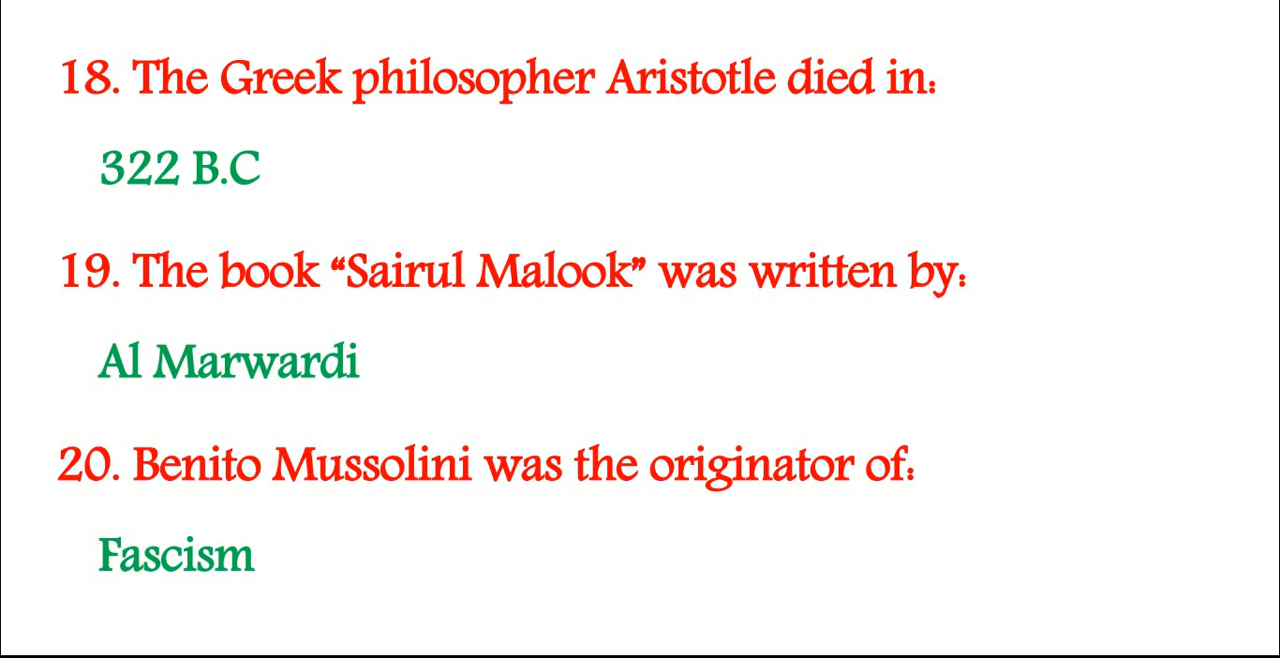 18. The Greek philosopher Aristotle died in:
322 B.C
19. The book “Sairul Malook” was written by:
Al Marwardi
20. Benito Mussolini was the originator of:
Fascism